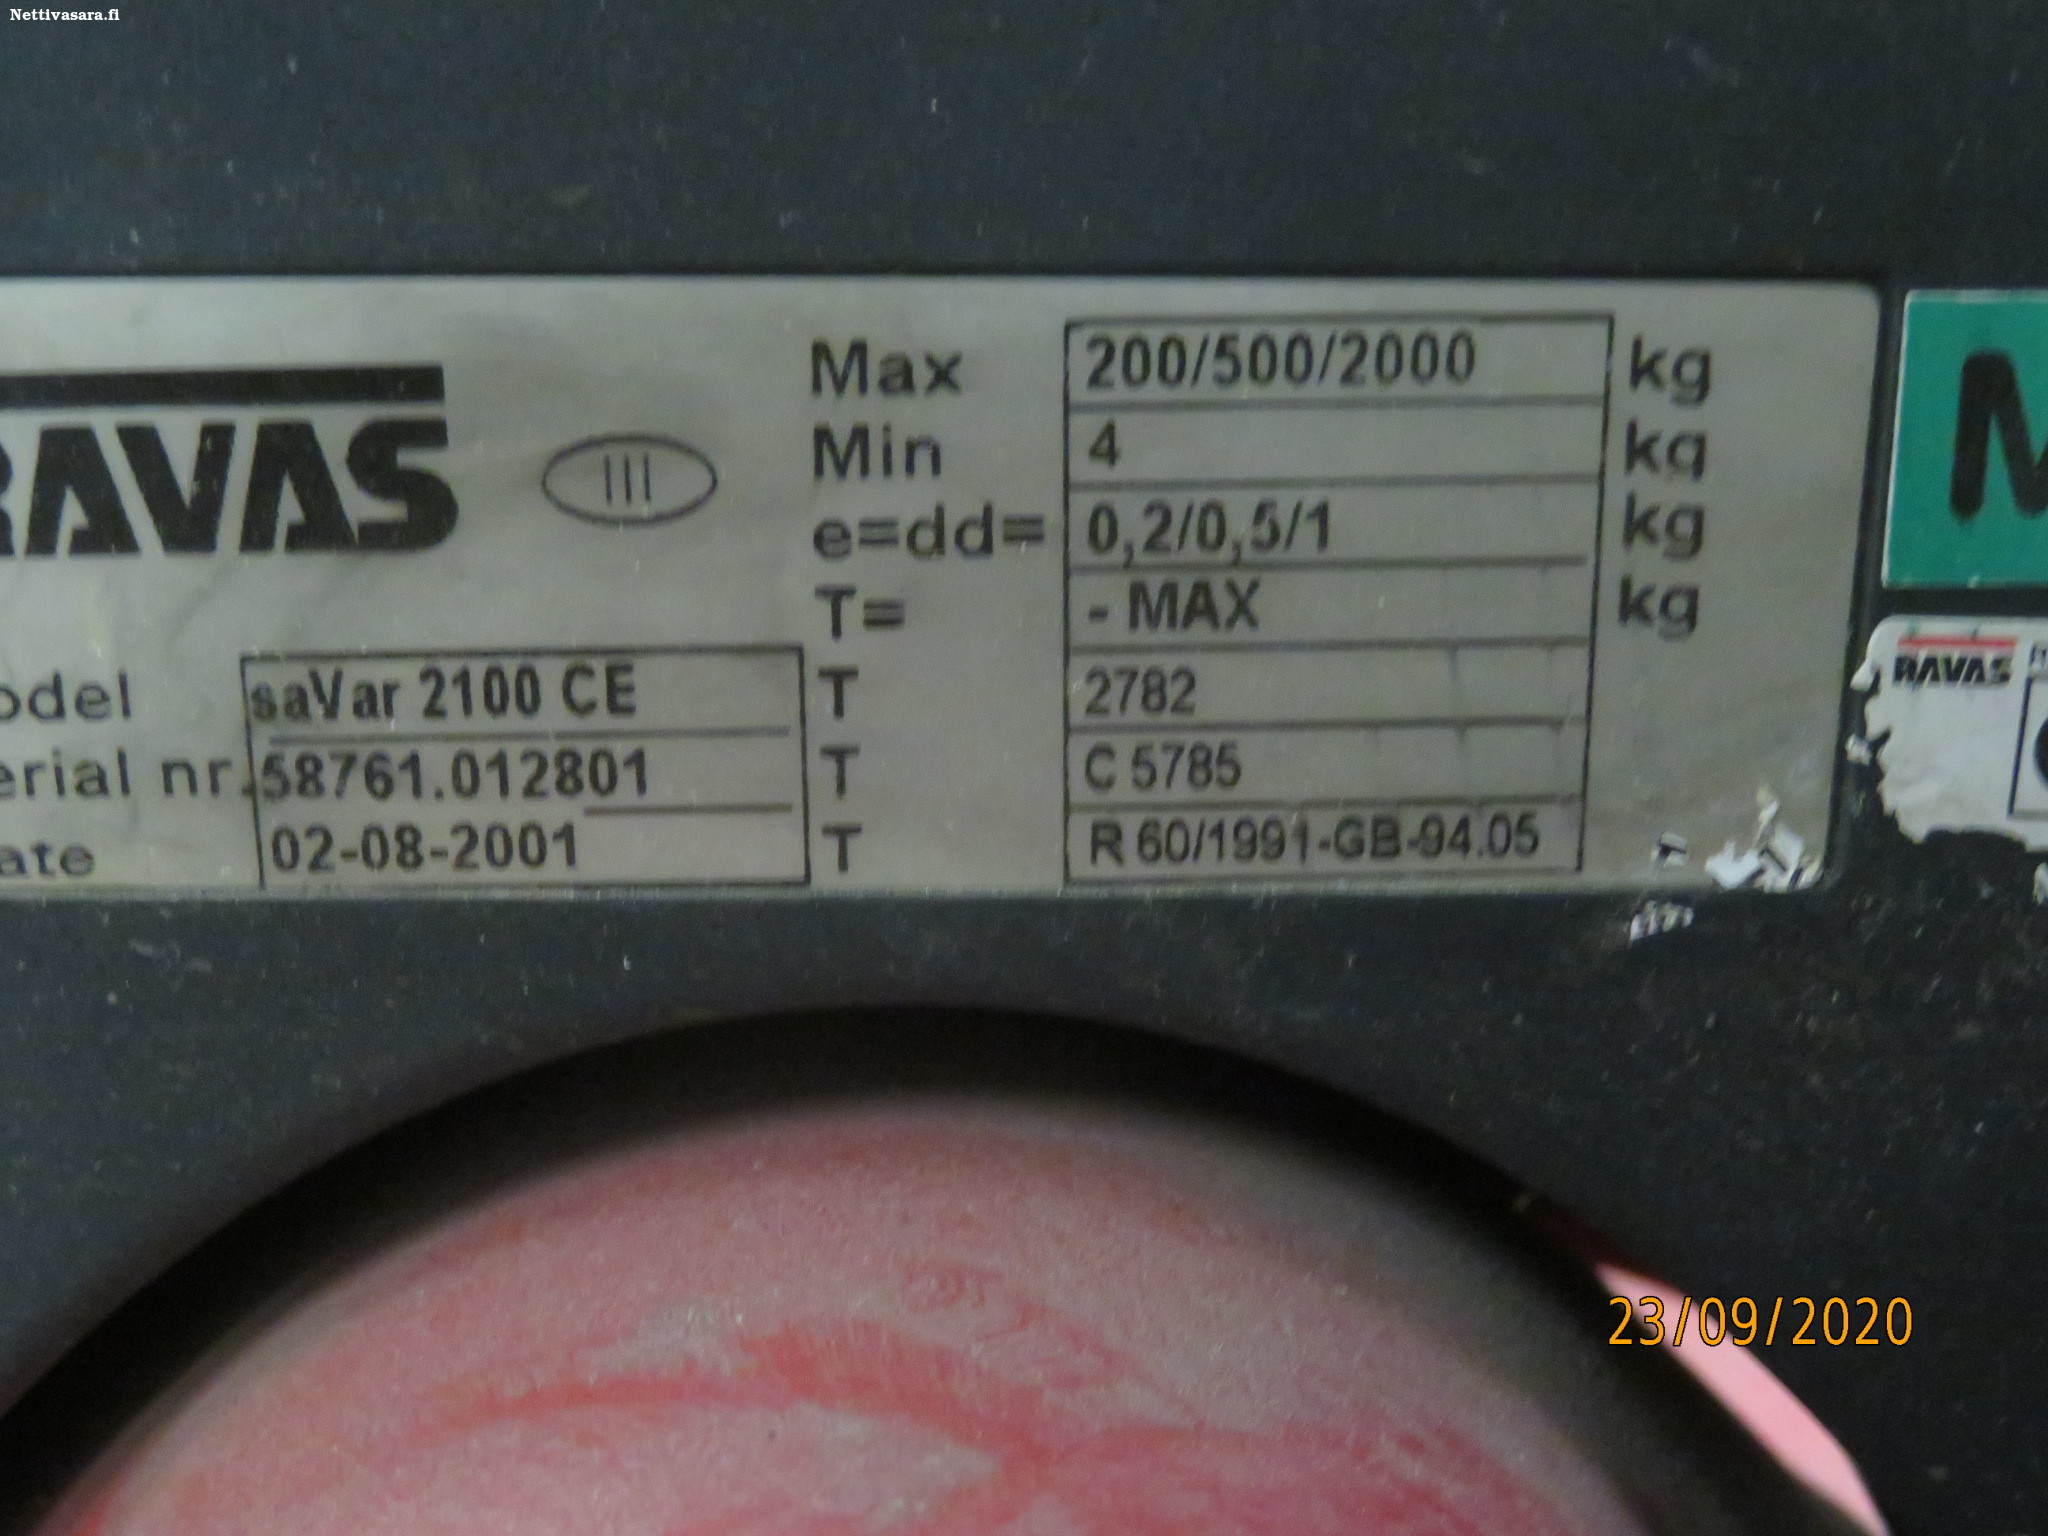 Nettivasara.fi
RAVAS
III
Max 200/500/2000 kg
Min 4 kg
e=dd= 0,2/0,5/1 kg
T= - MAX kg
odel saVar 2100 CE T 2782
erial nr. 58761.012801 T C 5785
ate 02-08-2001 T R 60/1991-GB-94.05
M
RAVAS
23/09/2020